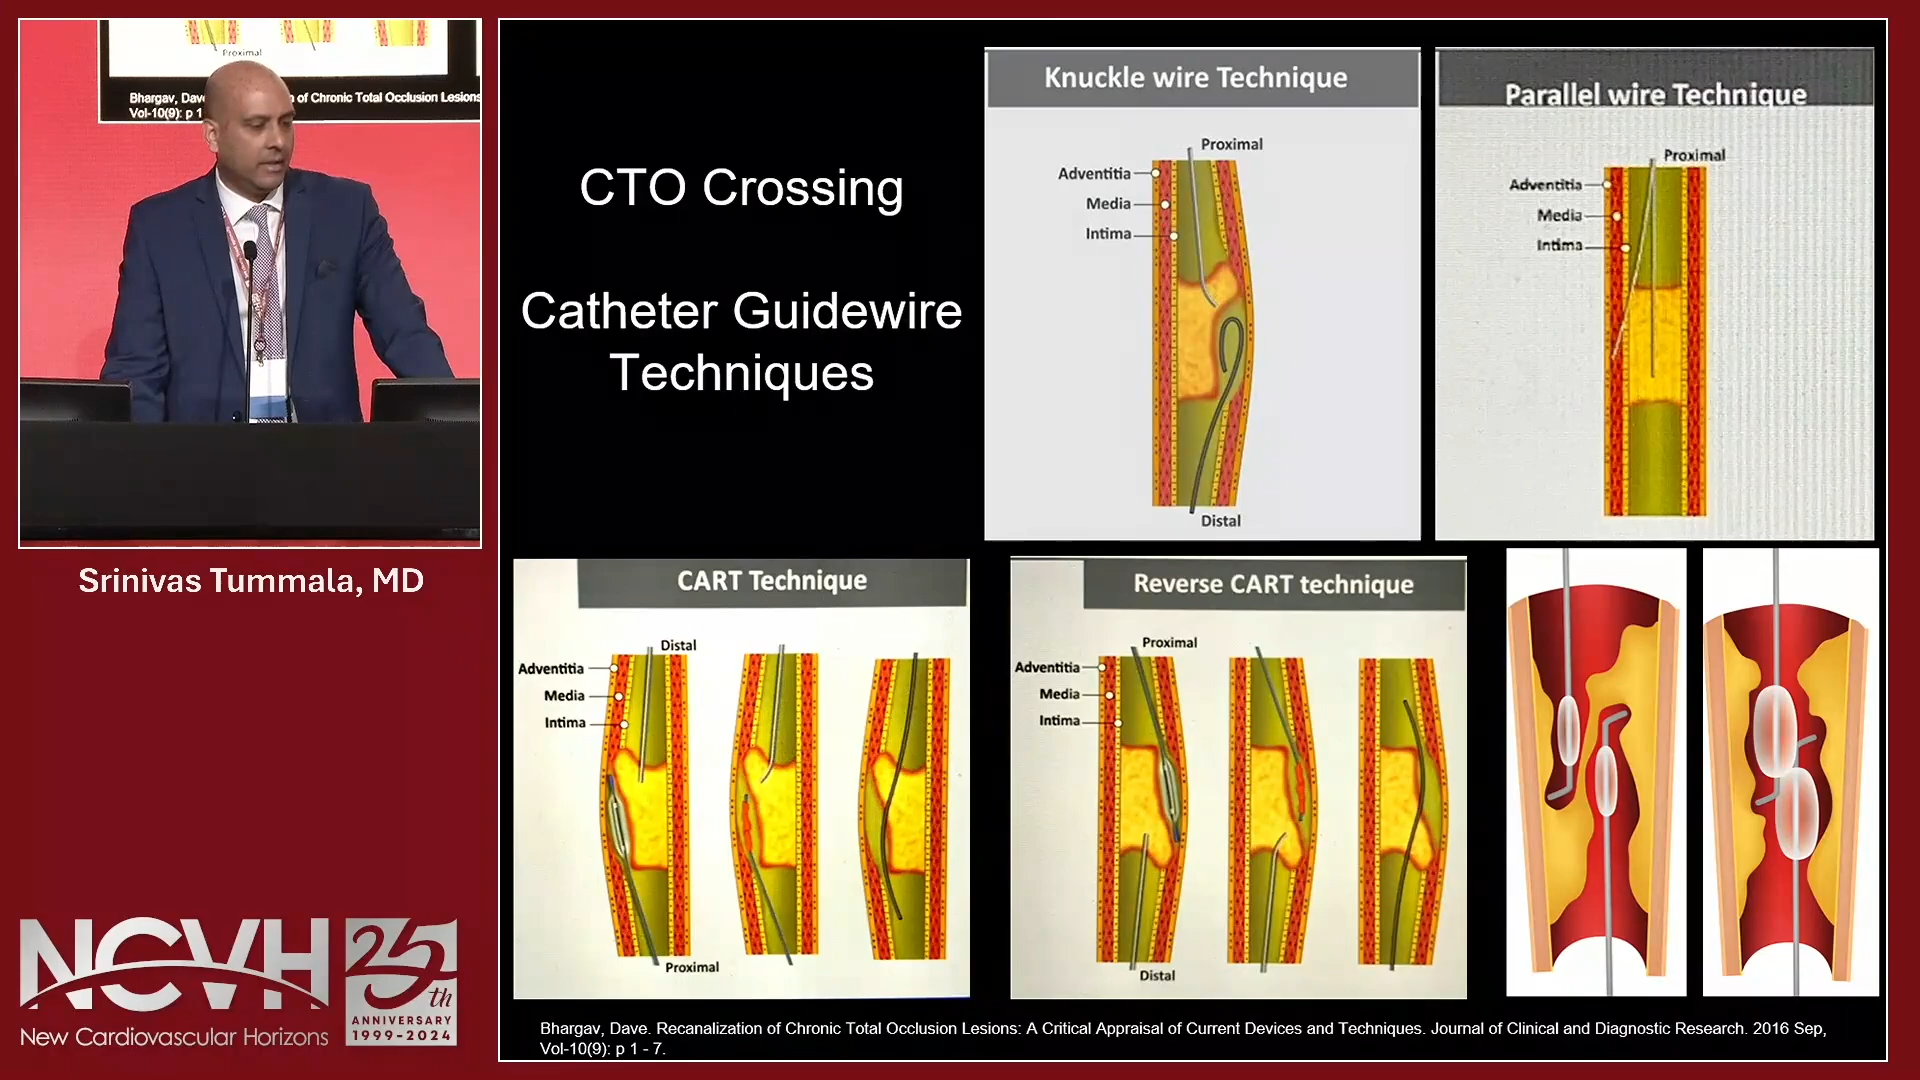 Proximal
Bhargav, Dave
n of Chronic Total Occlusion Lesions
Vol-10(9): p 1
Srinivas Tummala, MD
NCVH
New Cardiovascular Horizons
25th
ANNIVERSARY
1999-2024
CTO Crossing
Catheter Guidewire
Techniques
Knuckle wire Technique
Proximal
Adventitia
Media
Intima
Distal
Parallel wire Technique
Proximal
Adventitia
Media
Intima
CART Technique
Distal
Adventitia
Media
Intima
Proximal
Reverse CART technique
Proximal
Adventitia
Media
Intima
Distal
Bhargav, Dave. Recanalization of Chronic Total Occlusion Lesions: A Critical Appraisal of Current Devices and Techniques. Journal of Clinical and Diagnostic Research. 2016 Sep,
Vol-10(9): p 1 - 7.